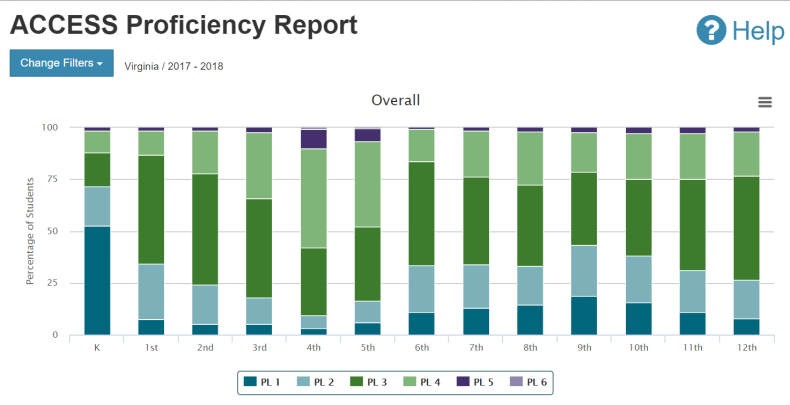 ACCESS Proficiency Report
? Help
Change Filters
Virginia / 2017 - 2018
Overall
Percentage of Students
100
75
50
25
0
K 1st 2nd 3rd 4th 5th 6th 7th 8th 9th 10th 11th 12th
PL 1 PL 2 PL 3 PL 4 PL 5 PL 6